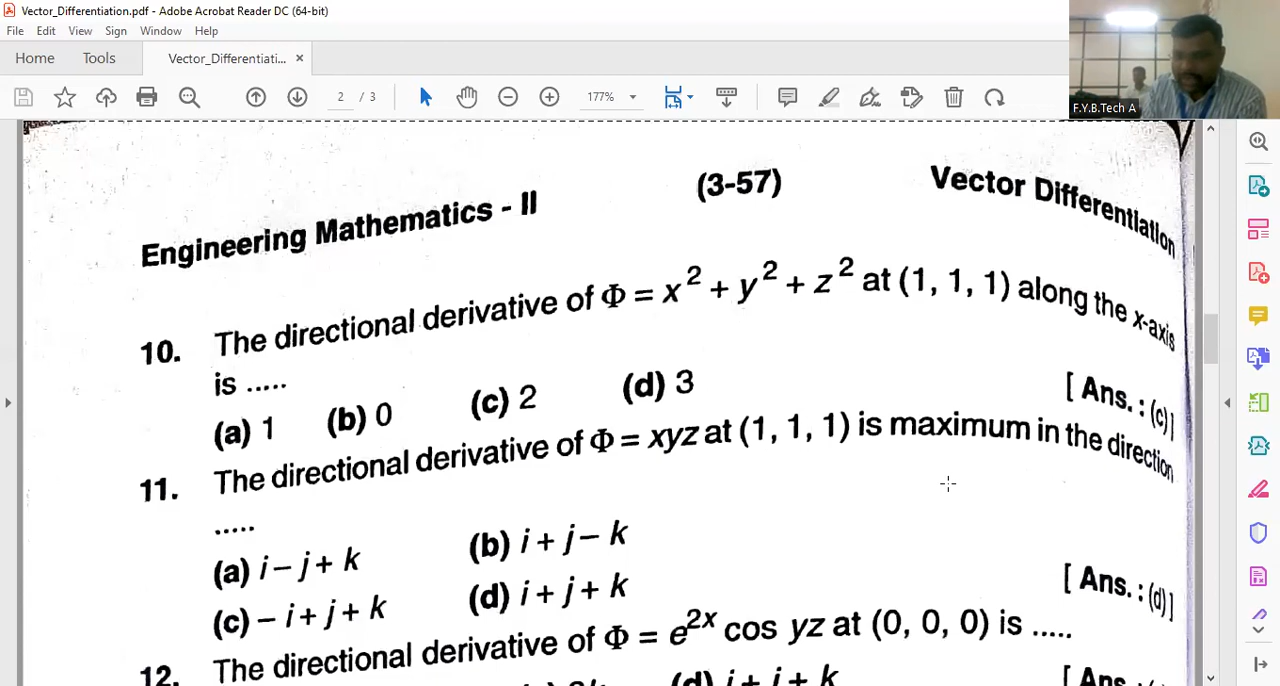 Vector_Differentiation.pdf - Adobe Acrobat Reader DC (64-bit)
File Edit View Sign Window Help
Home Tools Vector_Differentiati... ×
2 / 3 177%
F.Y.B.Tech A
Engineering Mathematics - II (3-57) Vector Differentiation
10. The directional derivative of Φ = x² + y² + z² at (1, 1, 1) along the x-axis
is .....
(a) 1 (b) 0 (c) 2 (d) 3 [ Ans. : (c)]
11. The directional derivative of Φ = xyz at (1, 1, 1) is maximum in the direction
.....
(a) i – j + k (b) i + j – k
(c) – i + j + k (d) i + j + k [ Ans. : (d)]
12. The directional derivative of Φ = e²ˣ cos yz at (0, 0, 0) is .....
(d) i + j + k [ Ans.